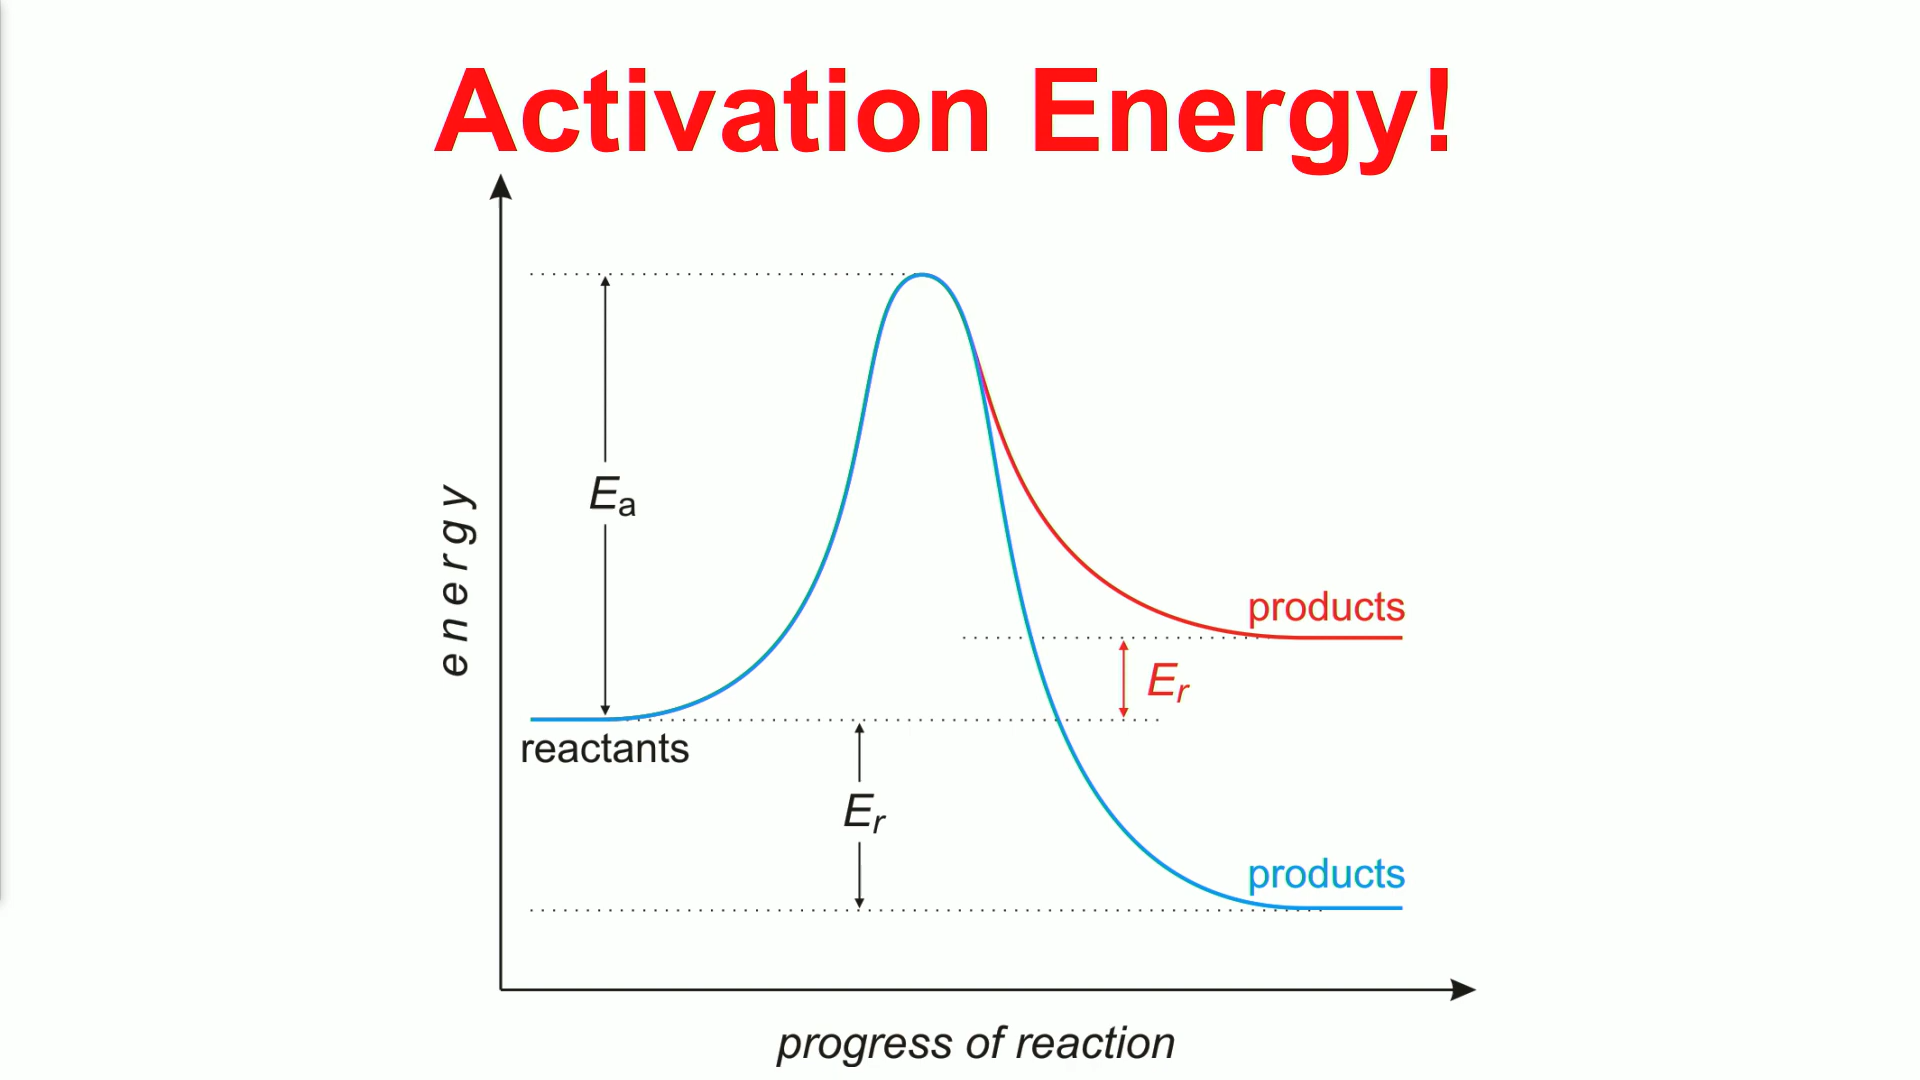 Activation Energy!
energy
Ea
products
Er
reactants
Er
products
progress of reaction